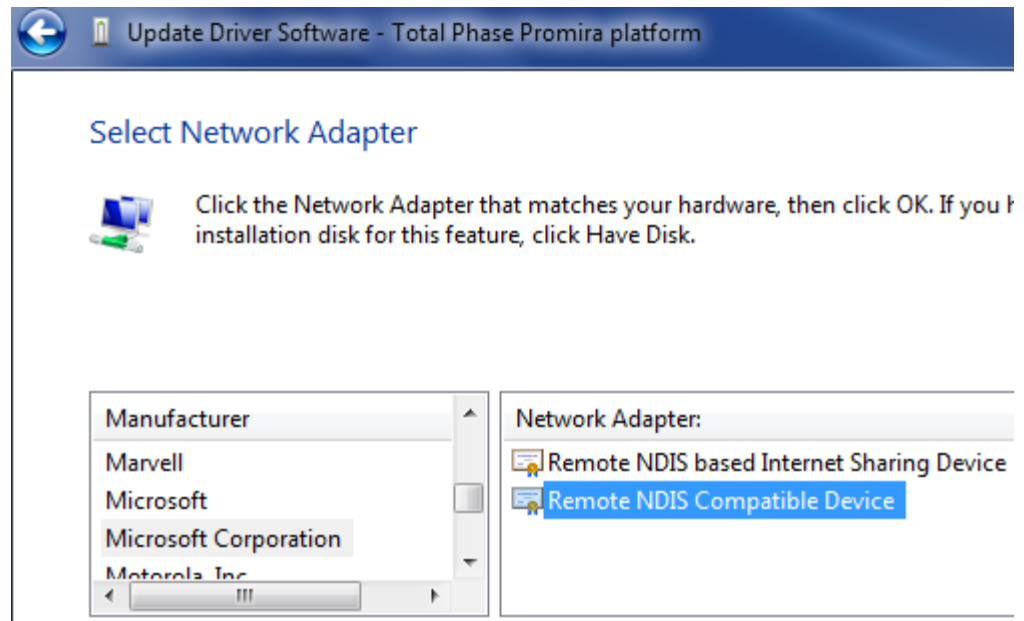 Update Driver Software - Total Phase Promira platform
Select Network Adapter
Click the Network Adapter that matches your hardware, then click OK. If you
installation disk for this feature, click Have Disk.
Manufacturer
Marvell
Microsoft
Microsoft Corporation
Motorola, Inc
Network Adapter:
Remote NDIS based Internet Sharing Device
Remote NDIS Compatible Device